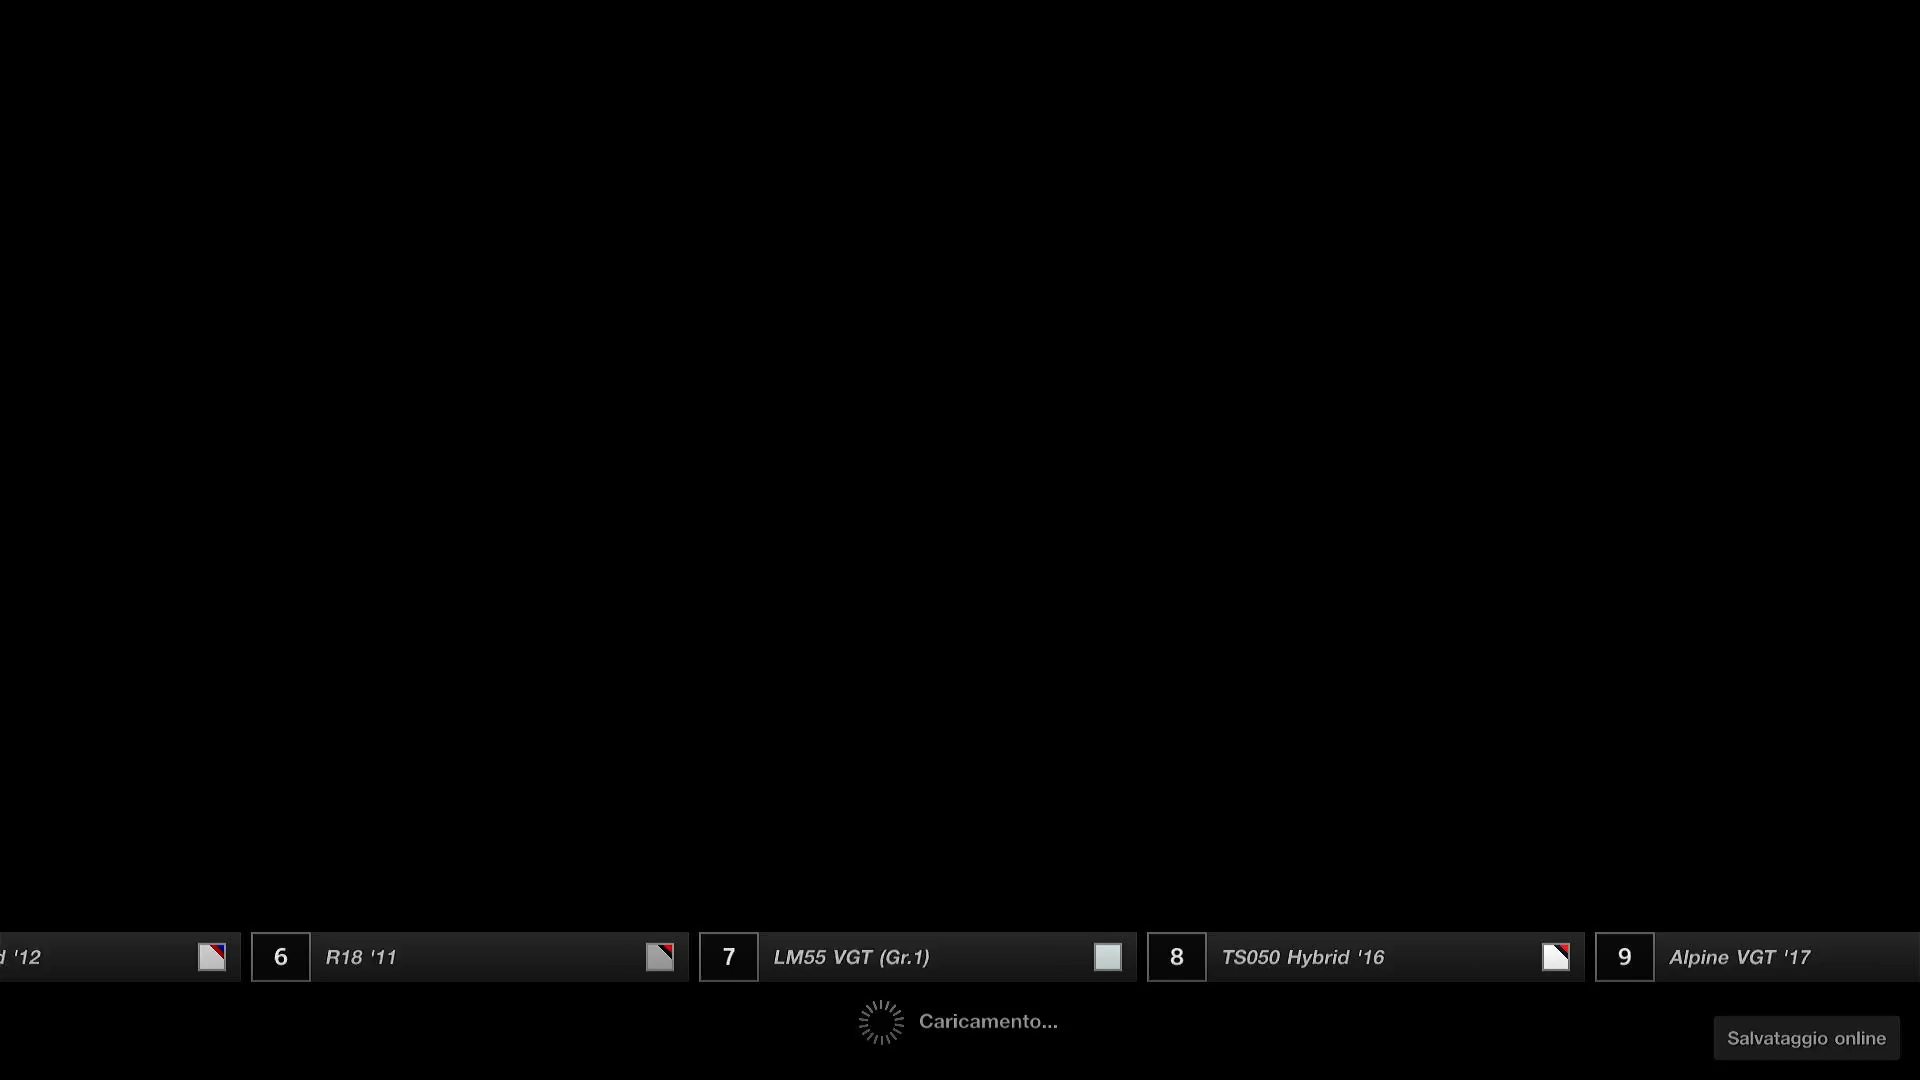 '12
6 R18 '11
7 LM55 VGT (Gr.1)
8 TS050 Hybrid '16
9 Alpine VGT '17
Caricamento...
Salvataggio online